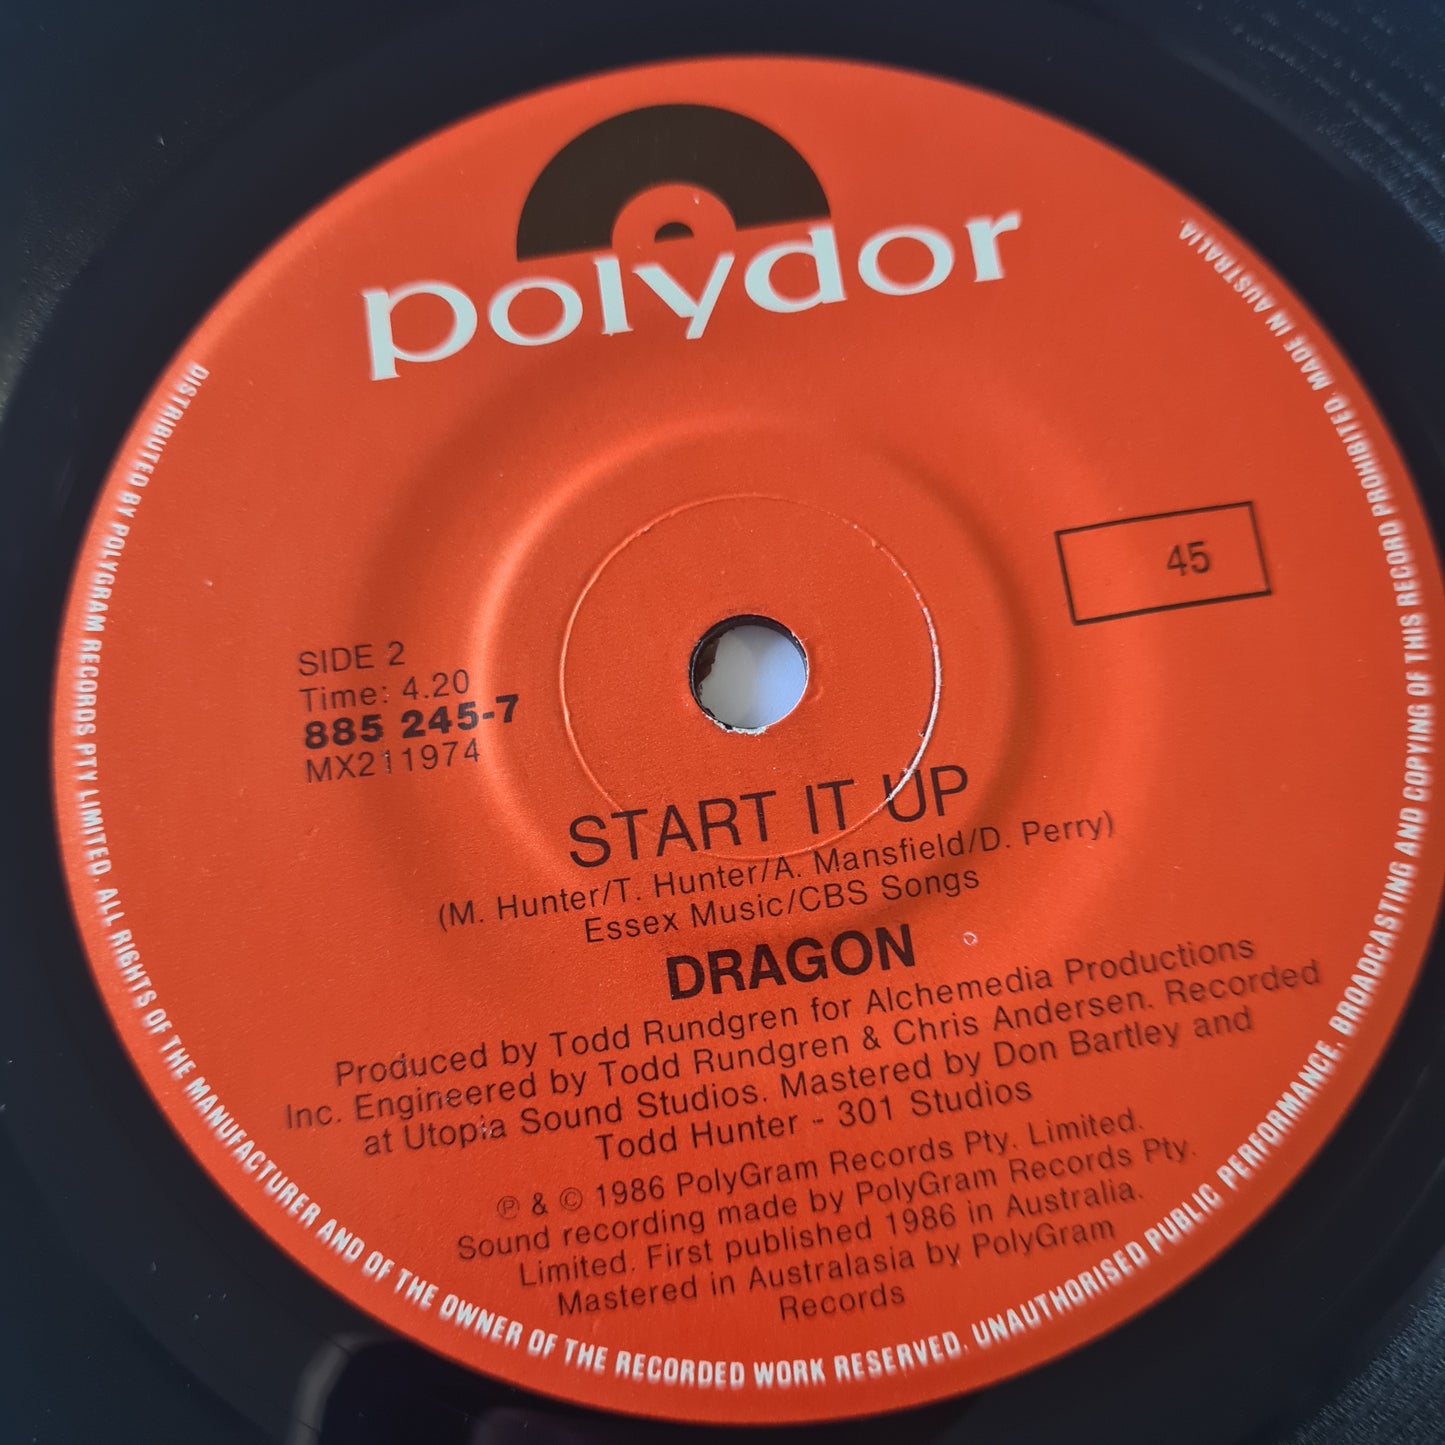 polydor
45
SIDE 2
Time: 4.20
885 245-7
MX211974
START IT UP
(M. Hunter/T. Hunter/A. Mansfield/D. Perry)
Essex Music/CBS Songs
DRAGON
Produced by Todd Rundgren for Alchemedia Productions
Inc. Engineered by Todd Rundgren & Chris Andersen. Recorded
at Utopia Sound Studios. Mastered by Don Bartley and
Todd Hunter - 301 Studios
℗ & © 1986 PolyGram Records Pty. Limited.
Sound recording made by PolyGram Records Pty.
Limited. First published 1986 in Australia.
Mastered in Australasia by PolyGram
Records
DISTRIBUTED BY POLYGRAM RECORDS PTY LIMITED. ALL RIGHTS OF THE MANUFACTURER AND OF THE OWNER OF THE RECORDED WORK RESERVED. UNAUTHORISED PUBLIC PERFORMANCE, BROADCASTING AND COPYING OF THIS RECORD PROHIBITED. MADE IN AUSTRALIA.